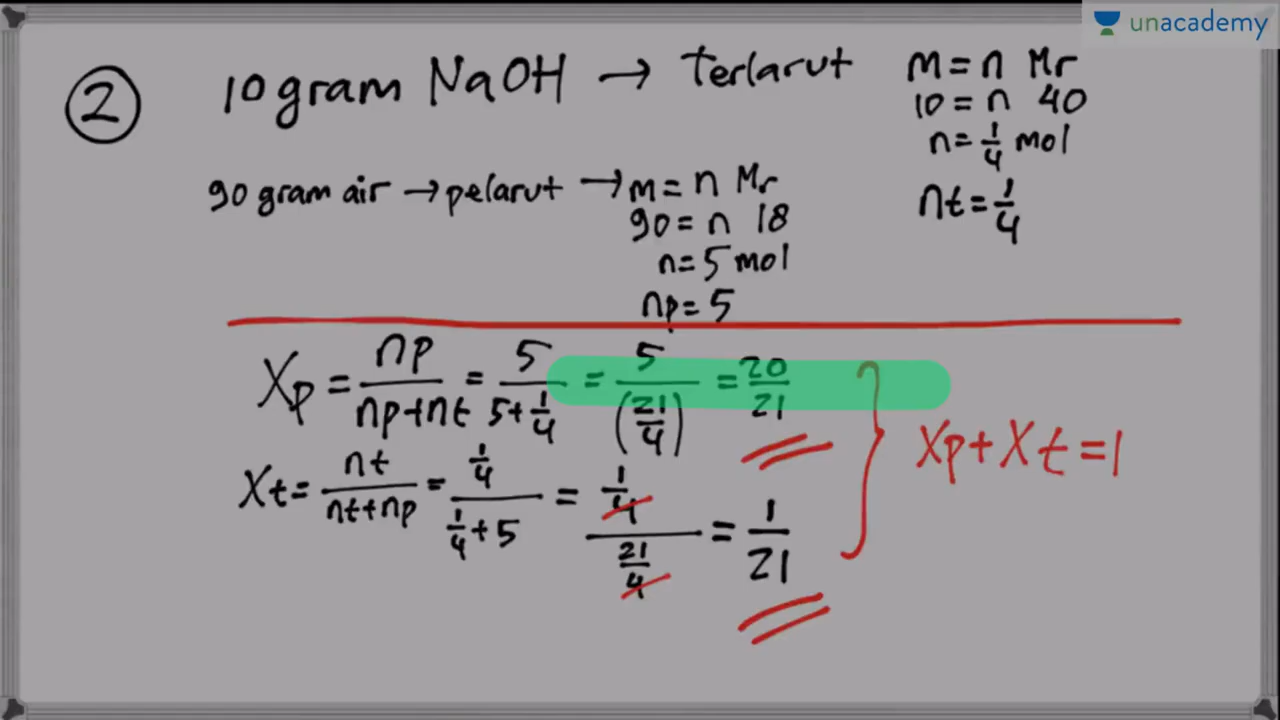 unacademy
2
10 gram NaOH → Terlarut
m = n Mr
10 = n 40
n = 1/4 mol
nt = 1/4
90 gram air → pelarut → m = n Mr
90 = n 18
n = 5 mol
np = 5
Xp = np/(np+nt) = 5/(5+1/4) = 5/(21/4) = 20/21
Xt = nt/(nt+np) = (1/4)/(1/4+5) = (1/4)/(21/4) = 1/21
} Xp + Xt = 1